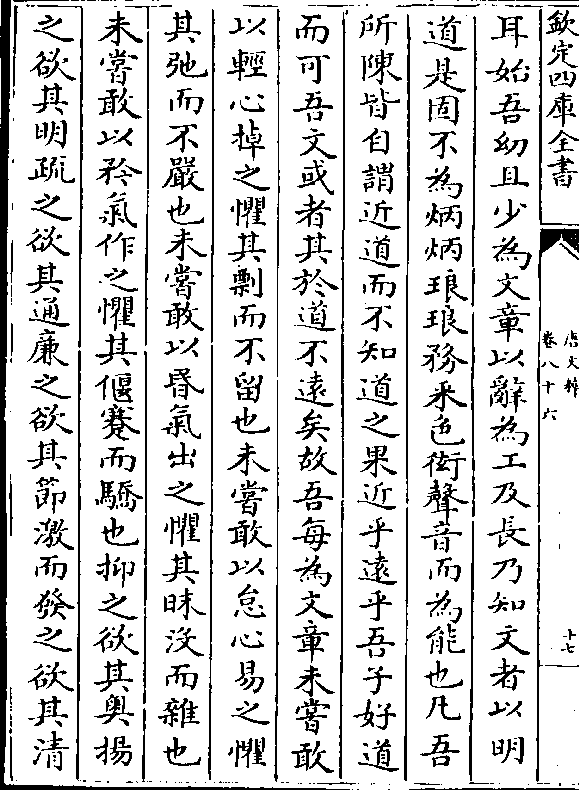 欽定四庫全書
唐文粹
卷八十六
十七
耳始吾幼且少為文章以辭為工及長乃知文者以明
道是固不為炳炳琅琅務釆色衒聲音而為能也凡吾
所陳皆自謂近道而不知道之果近乎遠乎吾子好道
而可吾文或者其於道不遠矣故吾每為文章未嘗敢
以輕心掉之懼其剽而不留也未嘗敢以怠心易之懼
其弛而不嚴也未嘗敢以昬氣出之懼其昧沒而雜也
未嘗敢以矜氣作之懼其偃蹇而驕也抑之欲其奥揚
之欲其明疏之欲其通廉之欲其節激而發之欲其清